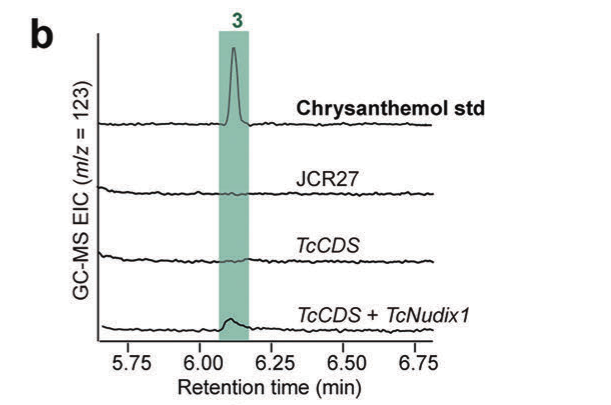 b
3
GC-MS EIC (m/z = 123)
Chrysanthemol std
JCR27
TcCDS
TcCDS + TcNudix1
5.75 6.00 6.25 6.50 6.75
Retention time (min)